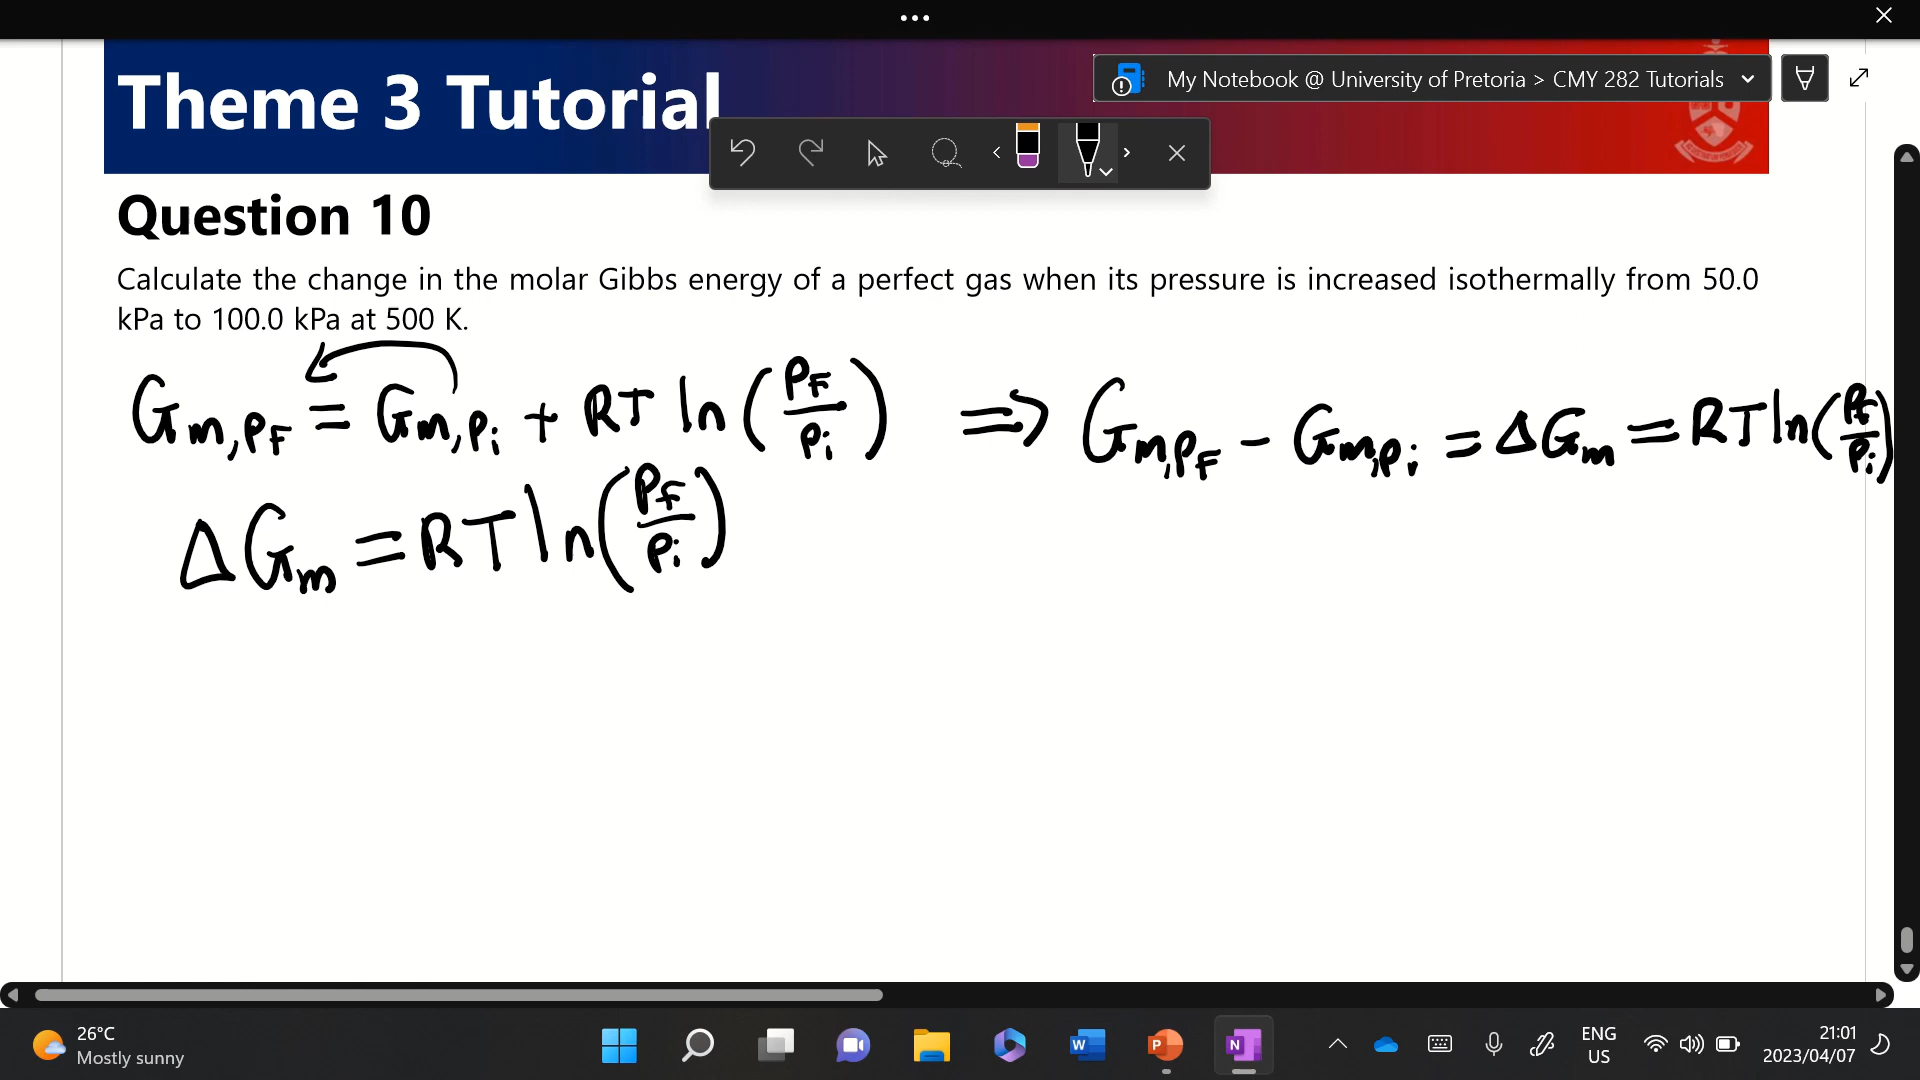 •••
Theme 3 Tutorial
My Notebook @ University of Pretoria > CMY 282 Tutorials
Question 10
Calculate the change in the molar Gibbs energy of a perfect gas when its pressure is increased isothermally from 50.0
kPa to 100.0 kPa at 500 K.
Gm,pf = Gm,pi + RT ln(pf/pi) ⇒ Gm,pf − Gm,pi = ΔGm = RT ln(pf/pi)
ΔGm = RT ln(pf/pi)
26°C
Mostly sunny
W
P
N
ENG
US
21:01
2023/04/07